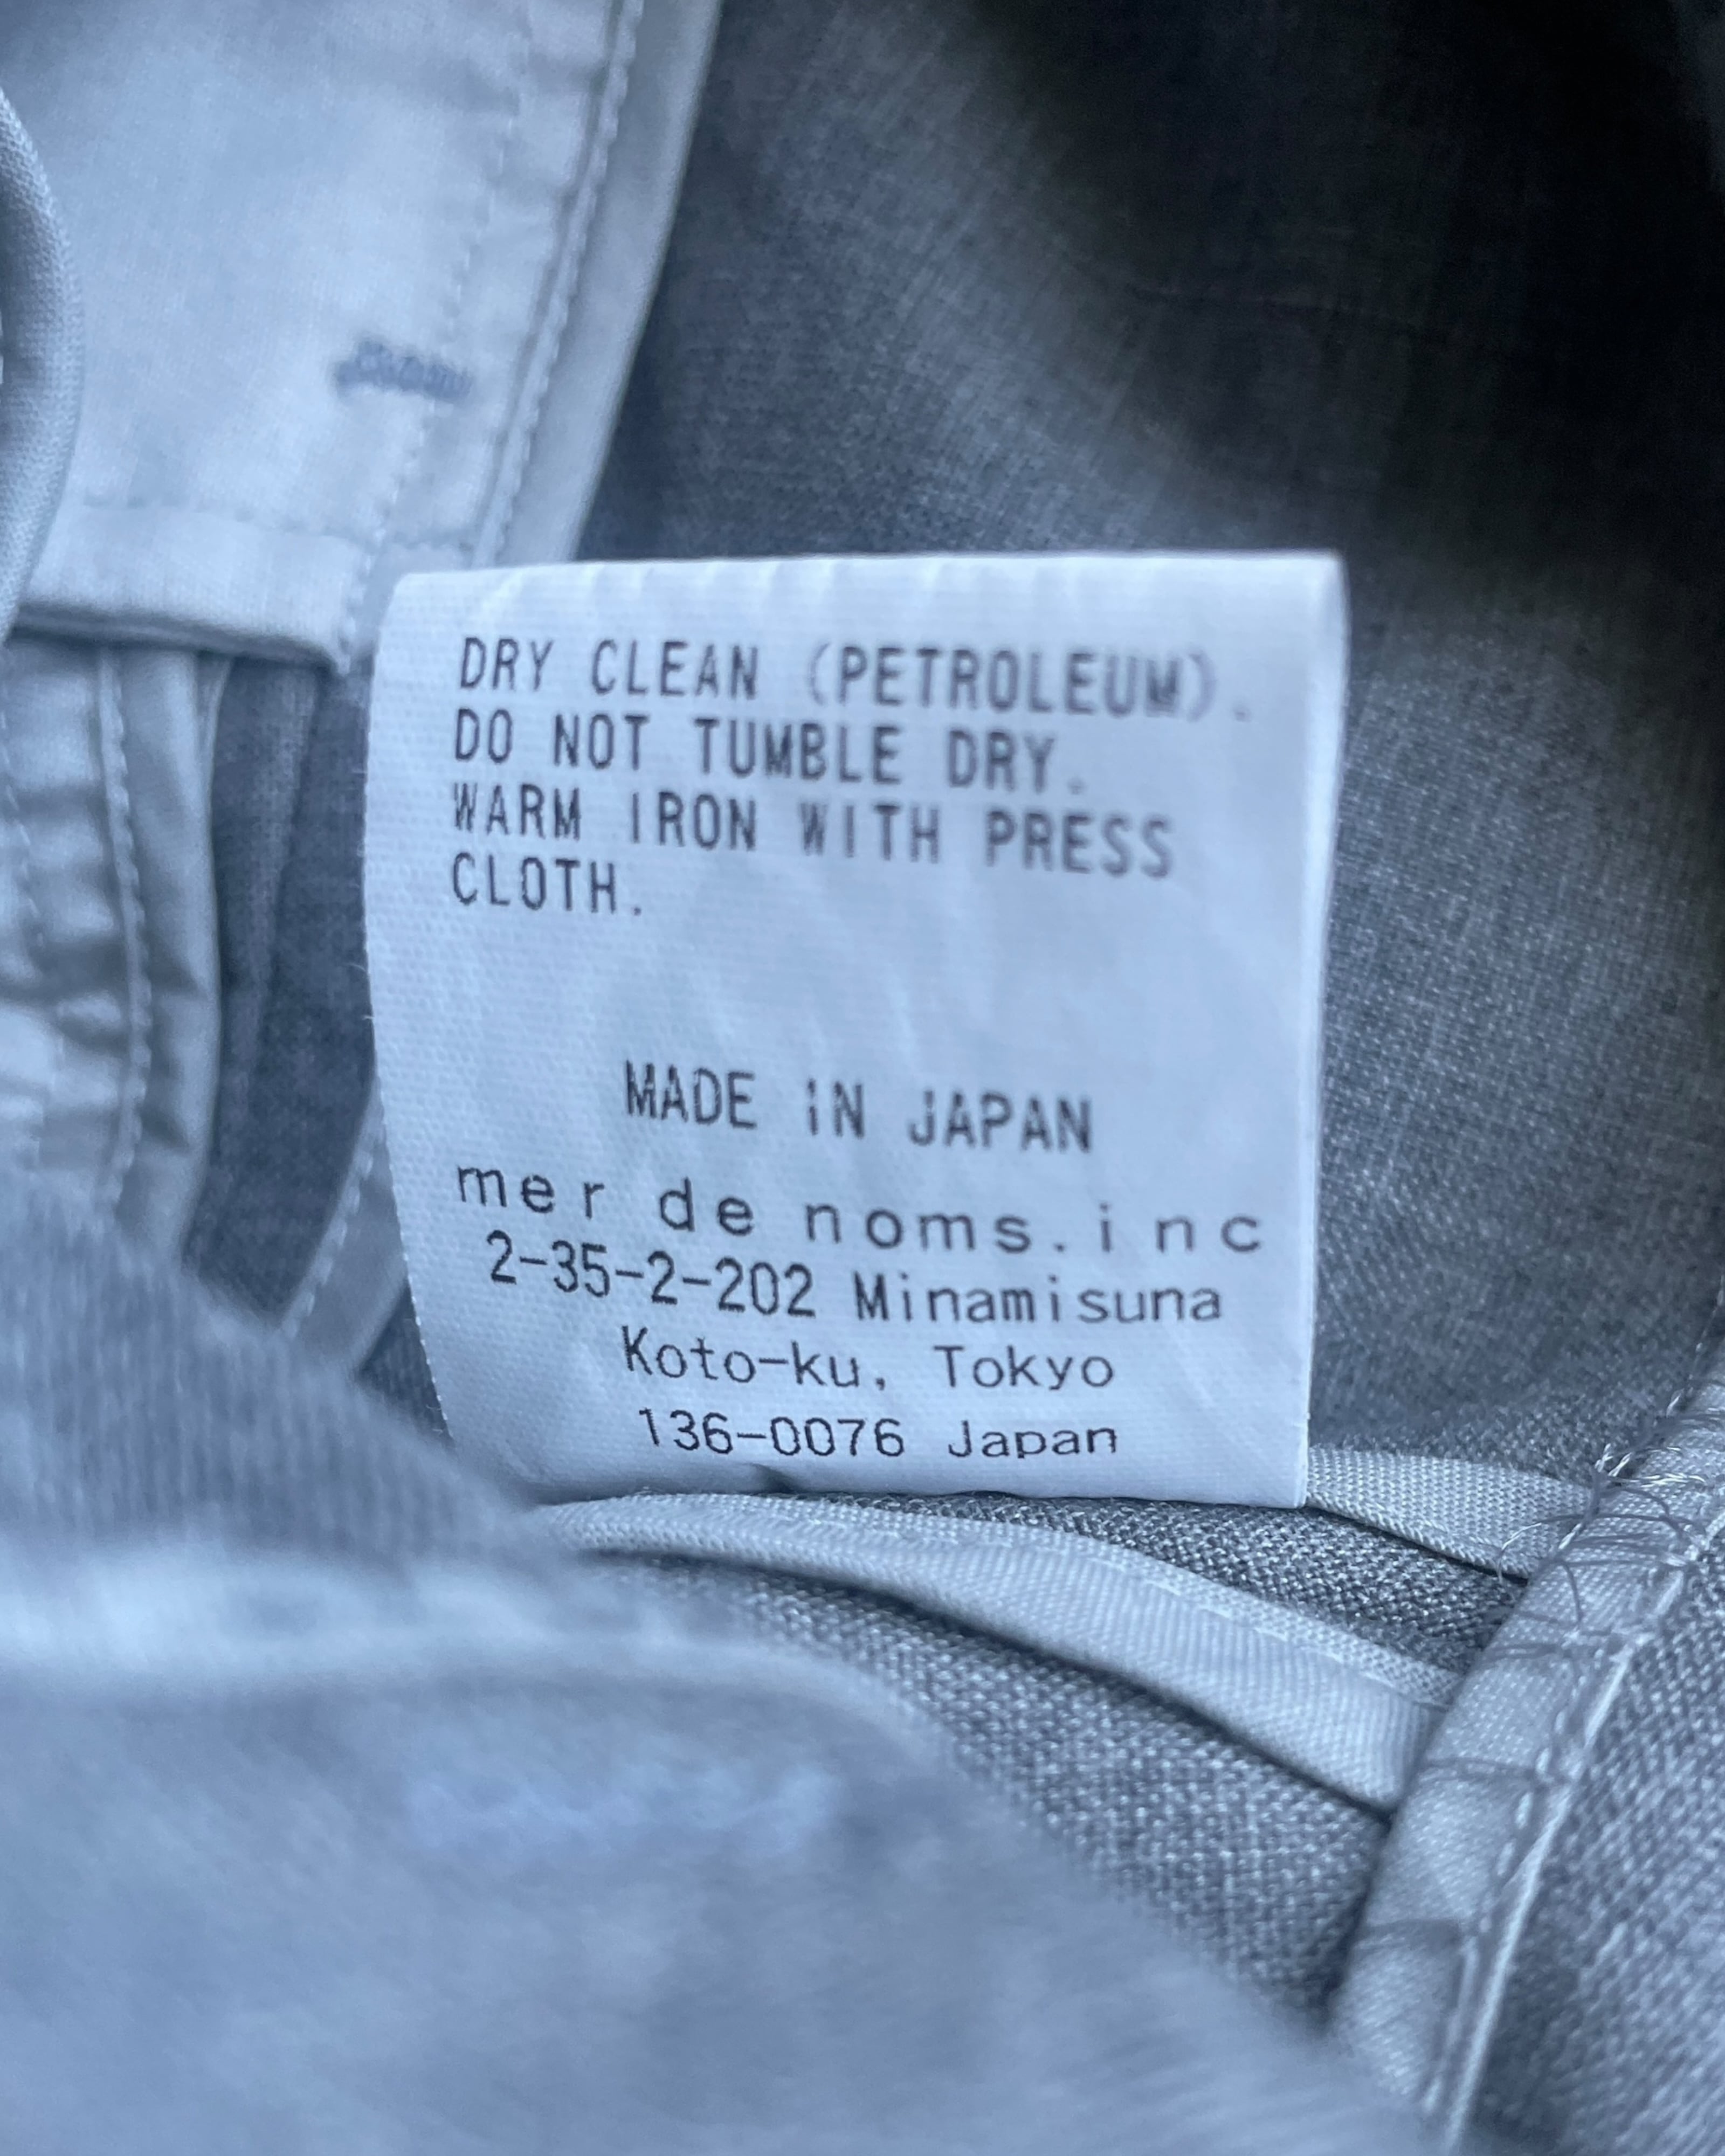 DRY CLEAN (PETROLEUM).
DO NOT TUMBLE DRY.
WARM IRON WITH PRESS
CLOTH.
MADE IN JAPAN
mer de noms.inc
2-35-2-202 Minamisuna
Koto-ku, Tokyo
136-0076 Japan